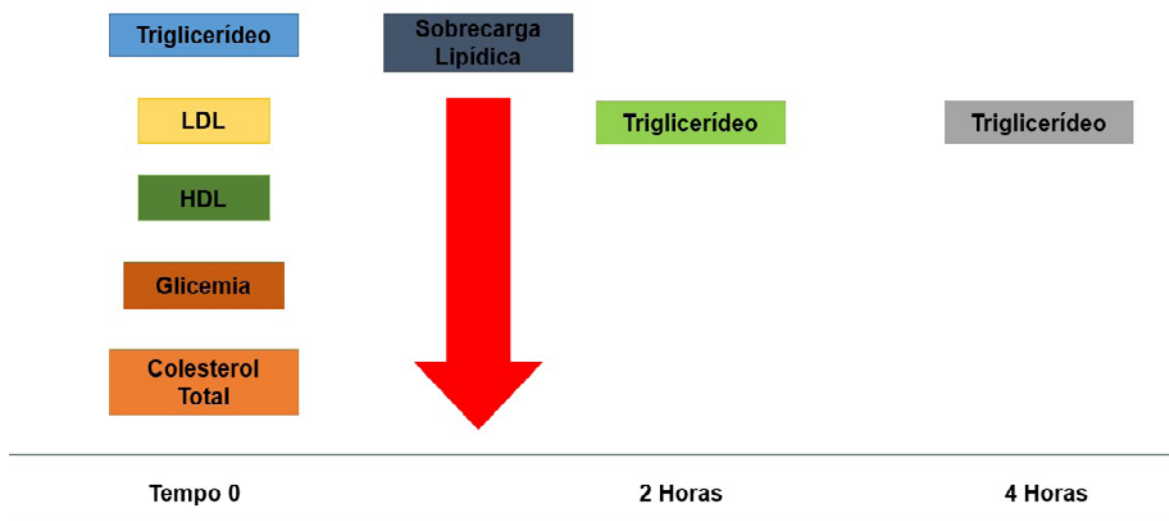 Triglicerídeo
LDL
HDL
Glicemia
Colesterol
Total
Sobrecarga
Lipídica
Triglicerídeo
Triglicerídeo
Tempo 0
2 Horas
4 Horas